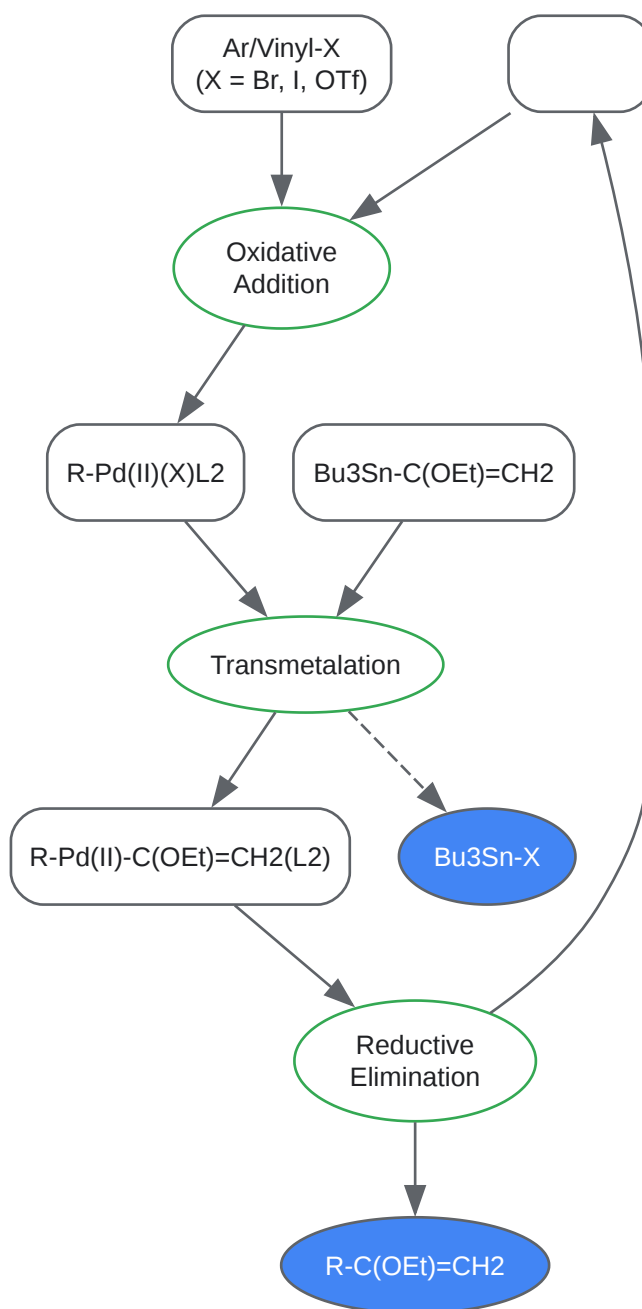 Ar/Vinyl-X
(X = Br, I, OTf)
Oxidative
Addition
R-Pd(II)(X)L2
Bu3Sn-C(OEt)=CH2
Transmetalation
R-Pd(II)-C(OEt)=CH2(L2)
Bu3Sn-X
Reductive
Elimination
R-C(OEt)=CH2